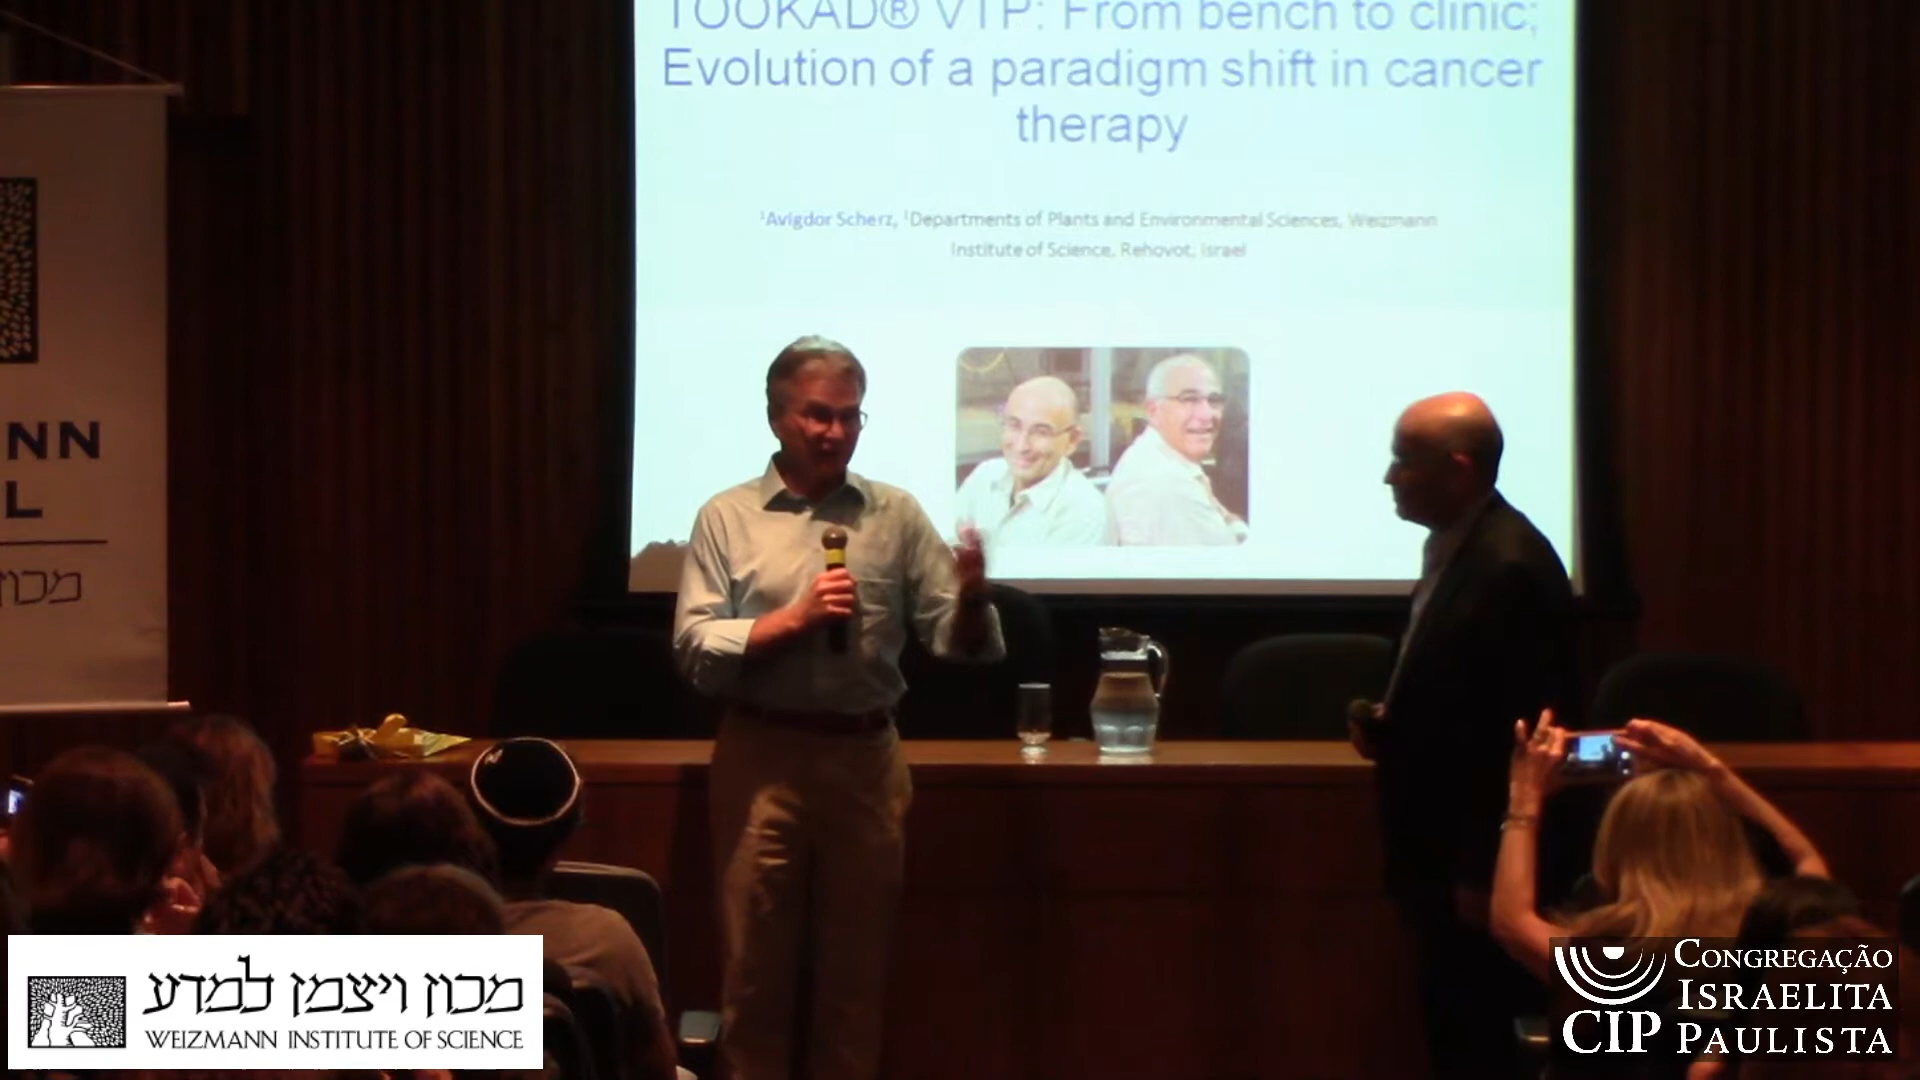 TOOKAD® VTP: From bench to clinic;
Evolution of a paradigm shift in cancer
therapy
¹Avigdor Scherz, ¹Departments of Plants and Environmental Sciences, Weizmann
Institute of Science, Rehovot, Israel
NN
L
מכון
מכון ויצמן למדע
WEIZMANN INSTITUTE OF SCIENCE
CIP
CONGREGAÇÃO
ISRAELITA
PAULISTA